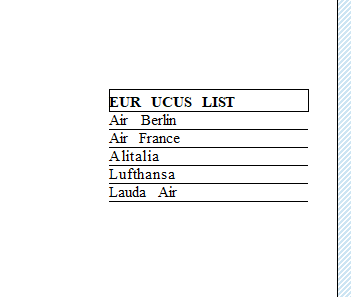 EUR UCUS LIST
Air Berlin
Air France
Alitalia
Lufthansa
Lauda Air